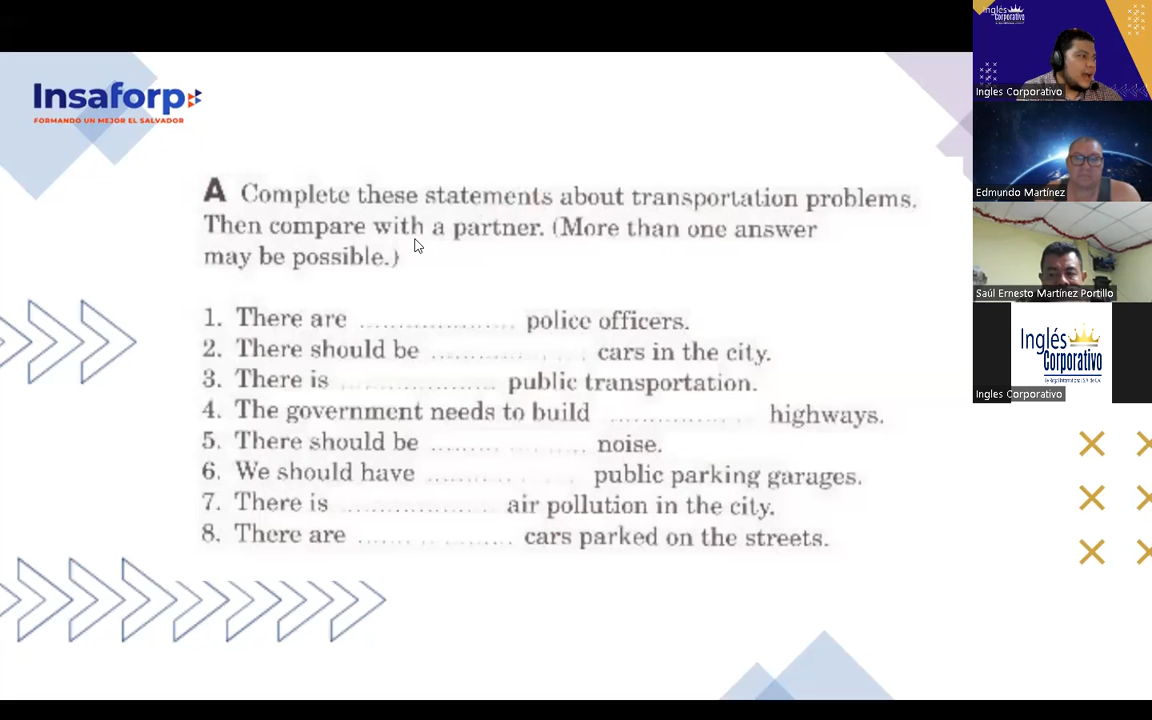 Insaforp
FORMANDO UN MEJOR EL SALVADOR
A Complete these statements about transportation problems.
Then compare with a partner. (More than one answer
may be possible.)
1. There are .................... police officers.
2. There should be .................... cars in the city.
3. There is .................... public transportation.
4. The government needs to build .................... highways.
5. There should be .................... noise.
6. We should have .................... public parking garages.
7. There is .................... air pollution in the city.
8. There are .................... cars parked on the streets.
Inglés
Corporativo
Ingles Corporativo
Edmundo Martínez
Saúl Ernesto Martínez Portillo
Inglés
Corporativo
Ingles Corporativo